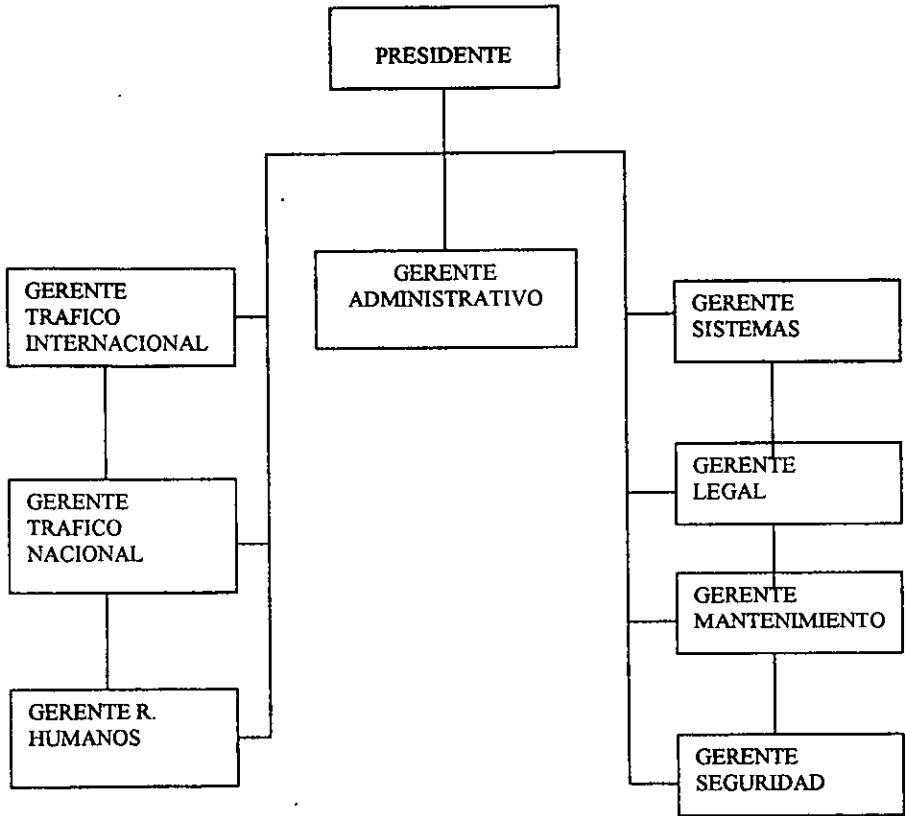 PRESIDENTE
GERENTE
ADMINISTRATIVO
GERENTE
TRAFICO
INTERNACIONAL
GERENTE
TRAFICO
NACIONAL
GERENTE R.
HUMANOS
GERENTE
SISTEMAS
GERENTE
LEGAL
GERENTE
MANTENIMIENTO
GERENTE
SEGURIDAD